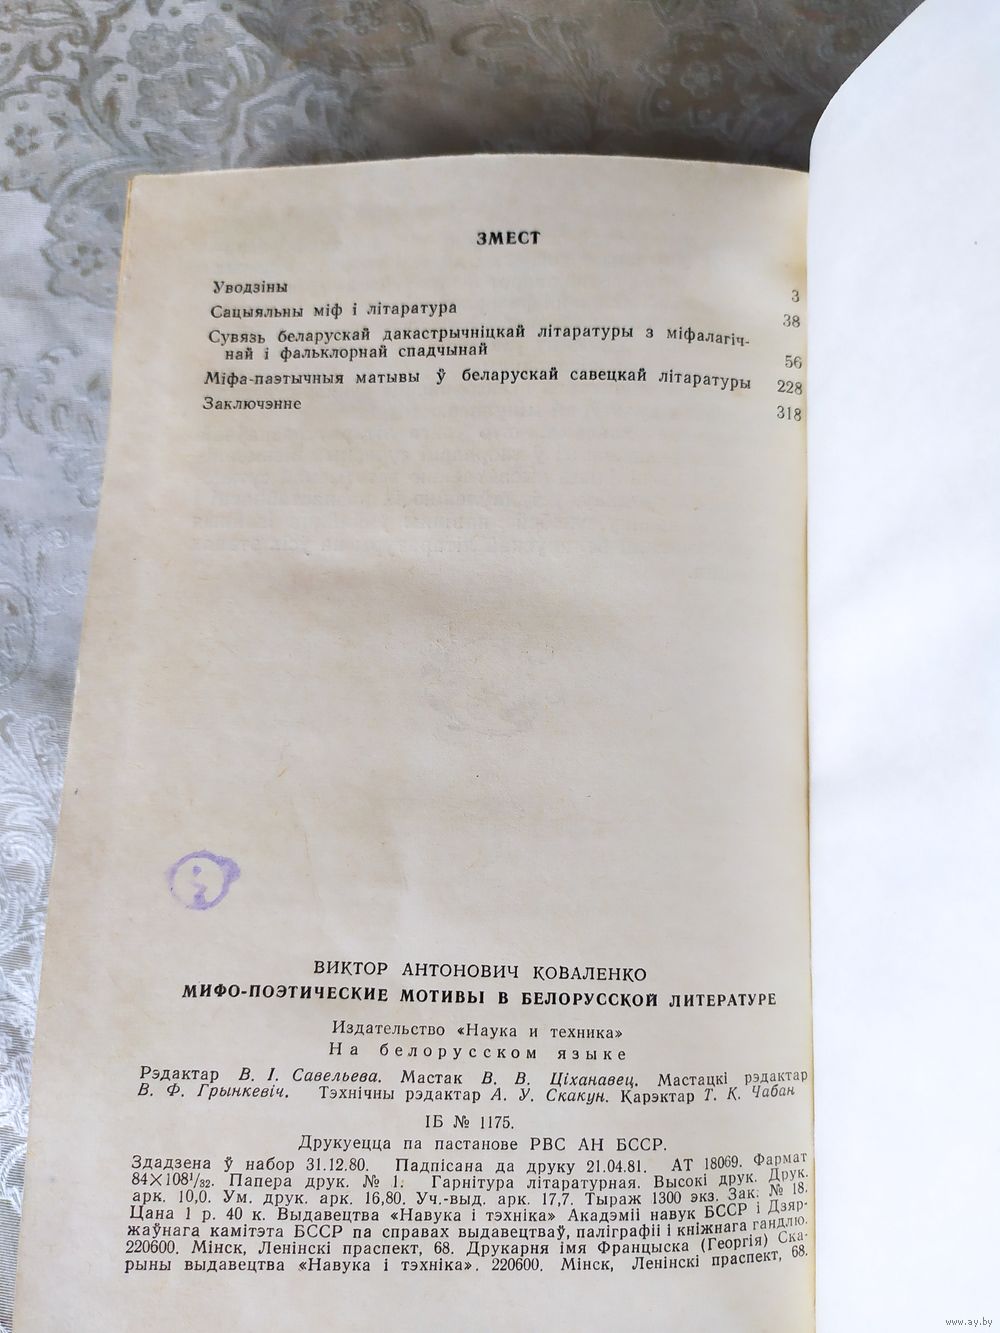 ЗМЕСТ
Уводзіны 3
Сацыяльны міф і літаратура 38
Сувязь беларускай дакастрычніцкай літаратуры з міфалагіч-
най і фальклорнай спадчынай 56
Міфа-паэтычныя матывы ў беларускай савецкай літаратуры 228
Заключэнне 318
ВИКТОР АНТОНОВИЧ КОВАЛЕНКО
МИФО-ПОЭТИЧЕСКИЕ МОТИВЫ В БЕЛОРУССКОЙ ЛИТЕРАТУРЕ
Издательство «Наука и техника»
На белорусском языке
Рэдактар В. І. Савельева. Мастак В. В. Ціханавец. Мастацкі рэдактар
В. Ф. Грынкевіч. Тэхнічны рэдактар А. У. Скакун. Карэктар Т. К. Чабан
ІБ № 1175.
Друкуецца па пастанове РВС АН БССР.
Здадзена ў набор 31.12.80. Падпісана да друку 21.04.81. АТ 18069. Фармат
84×108¹/₃₂. Папера друк. № 1. Гарнітура літаратурная. Высокі друк. Друк.
арк. 10,0. Ум. друк. арк. 16,80. Уч.-выд. арк. 17,7. Тыраж 1300 экз. Зак. № 18.
Цана 1 р. 40 к. Выдавецтва «Навука і тэхніка» Акадэміі навук БССР і Дзяр-
жаўнага камітэта БССР па справах выдавецтваў, паліграфіі і кніжнага гандлю.
220600. Мінск, Ленінскі праспект, 68. Друкарня імя Францыска (Георгія) Ска-
рыны выдавецтва «Навука і тэхніка». 220600. Мінск, Ленінскі праспект, 68.
www.ay.by